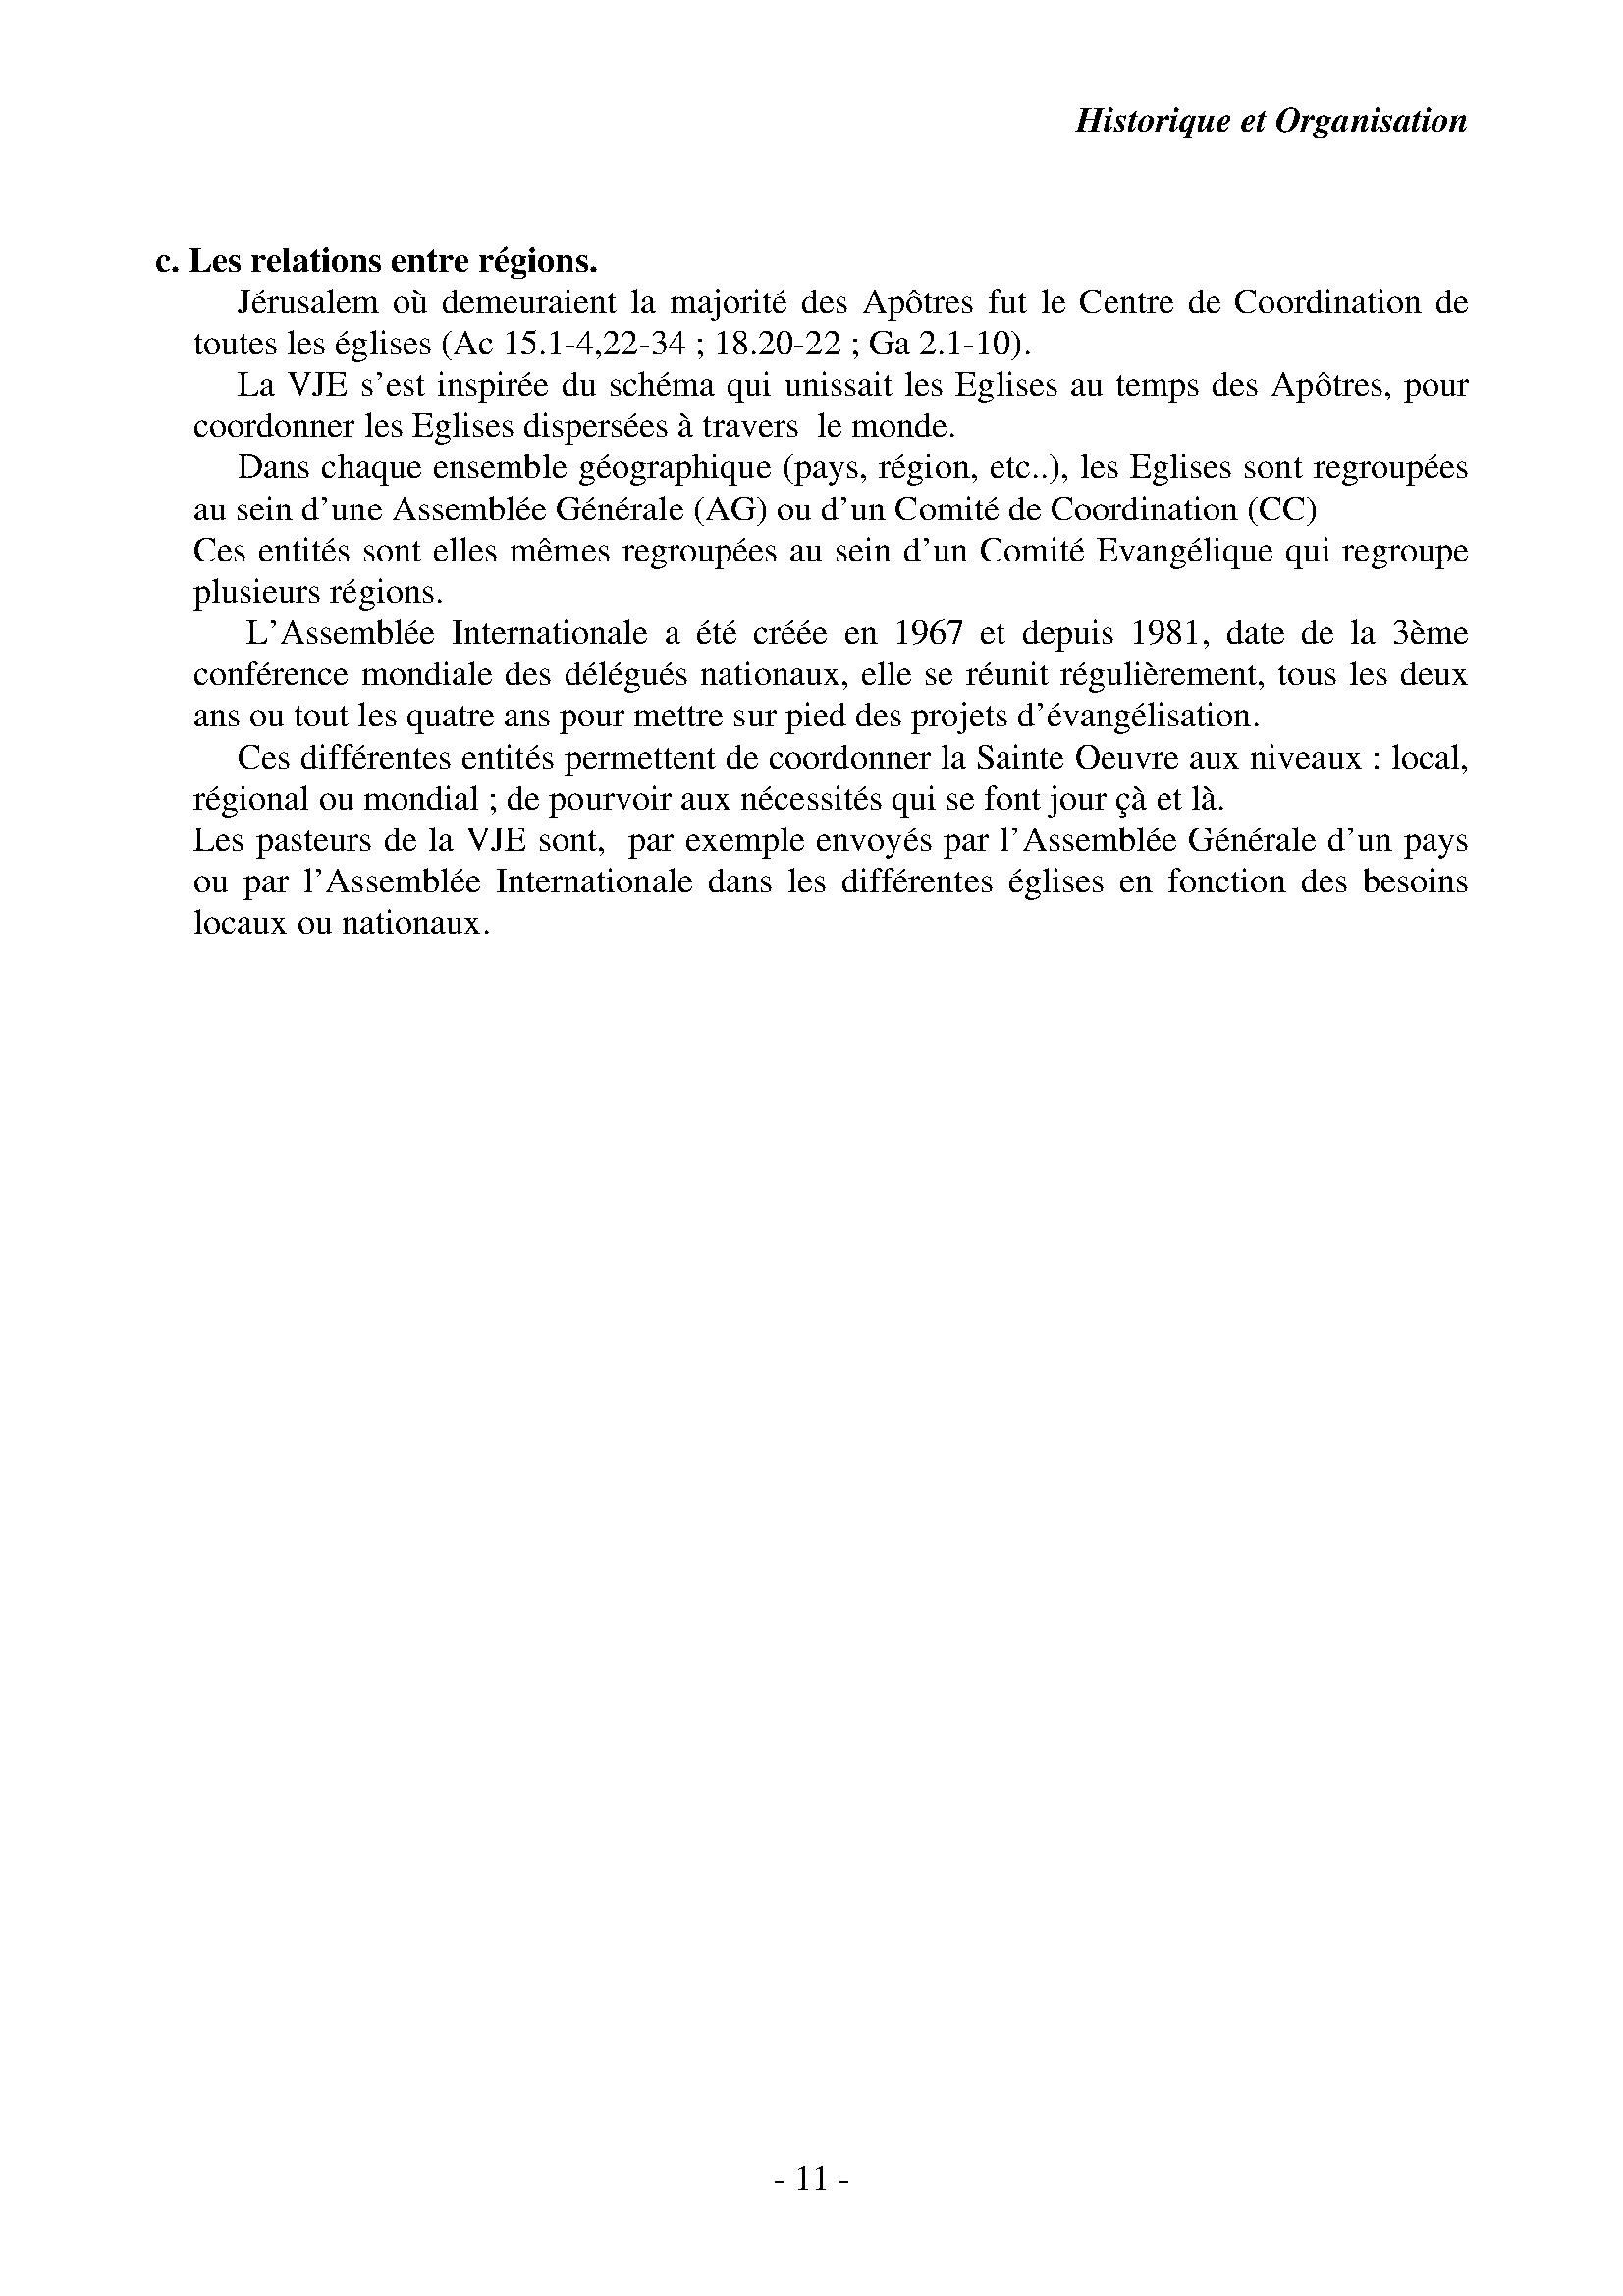 Historique et Organisation
c. Les relations entre régions.
Jérusalem où demeuraient la majorité des Apôtres fut le Centre de Coordination de
toutes les églises (Ac 15.1-4,22-34 ; 18.20-22 ; Ga 2.1-10).
La VJE s’est inspirée du schéma qui unissait les Eglises au temps des Apôtres, pour
coordonner les Eglises dispersées à travers  le monde.
Dans chaque ensemble géographique (pays, région, etc..), les Eglises sont regroupées
au sein d’une Assemblée Générale (AG) ou d’un Comité de Coordination (CC)
Ces entités sont elles mêmes regroupées au sein d’un Comité Evangélique qui regroupe
plusieurs régions.
L’Assemblée Internationale a été créée en 1967 et depuis 1981, date de la 3ème
conférence mondiale des délégués nationaux, elle se réunit régulièrement, tous les deux
ans ou tout les quatre ans pour mettre sur pied des projets d’évangélisation.
Ces différentes entités permettent de coordonner la Sainte Oeuvre aux niveaux : local,
régional ou mondial ; de pourvoir aux nécessités qui se font jour çà et là.
Les pasteurs de la VJE sont,  par exemple envoyés par l’Assemblée Générale d’un pays
ou par l’Assemblée Internationale dans les différentes églises en fonction des besoins
locaux ou nationaux.
- 11 -